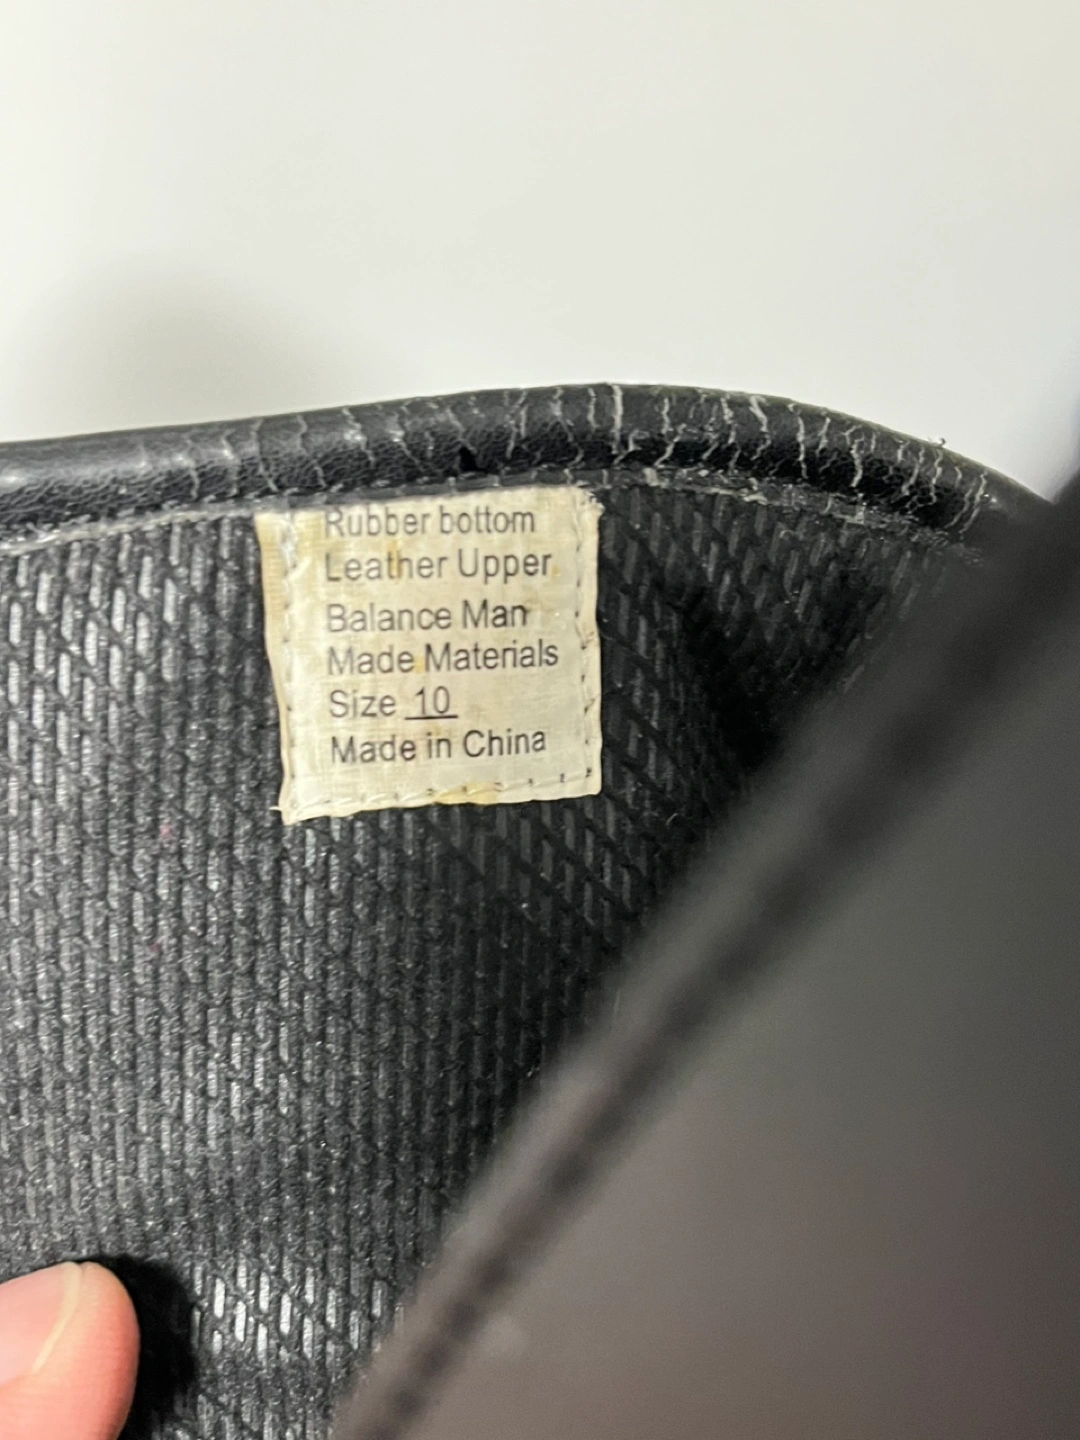 Rubber bottom
Leather Upper
Balance Man
Made Materials
Size 10
Made in China